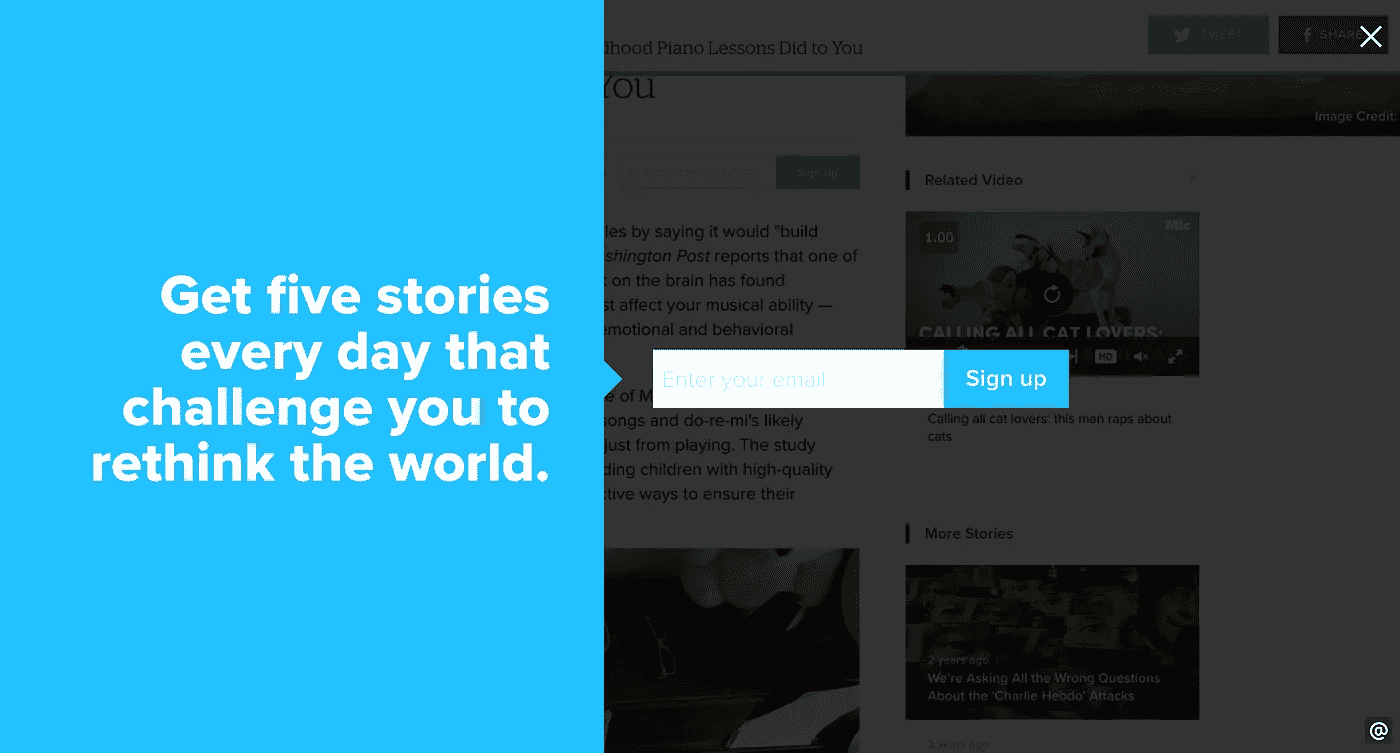 Get five stories
every day that
challenge you to
rethink the world.
Enter your email
Sign up
dhood Piano Lessons Did to You
TWEET
SHARE
You
Sign up
les by saying it would "build
shington Post reports that one of
t on the brain has found
st affect your musical ability —
emotional and behavioral
e of M
songs and do-re-mi's likely
just from playing. The study
ding children with high-quality
ctive ways to ensure their
Image Credit:
Related Video
1.00
Mic
CALLING ALL CAT LOVERS:
HD
Calling all cat lovers: this man raps about
cats
More Stories
2 years ago
We're Asking All the Wrong Questions
About the 'Charlie Hebdo' Attacks
2 years ago
@